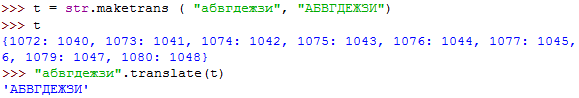 >>> t = str.maketrans ( "абвгдежзи", "АБВГДЕЖЗИ")
>>> t
{1072: 1040, 1073: 1041, 1074: 1042, 1075: 1043, 1076: 1044, 1077: 1045,
6, 1079: 1047, 1080: 1048}
>>> "абвгдежзи".translate(t)
'АБВГДЕЖЗИ'